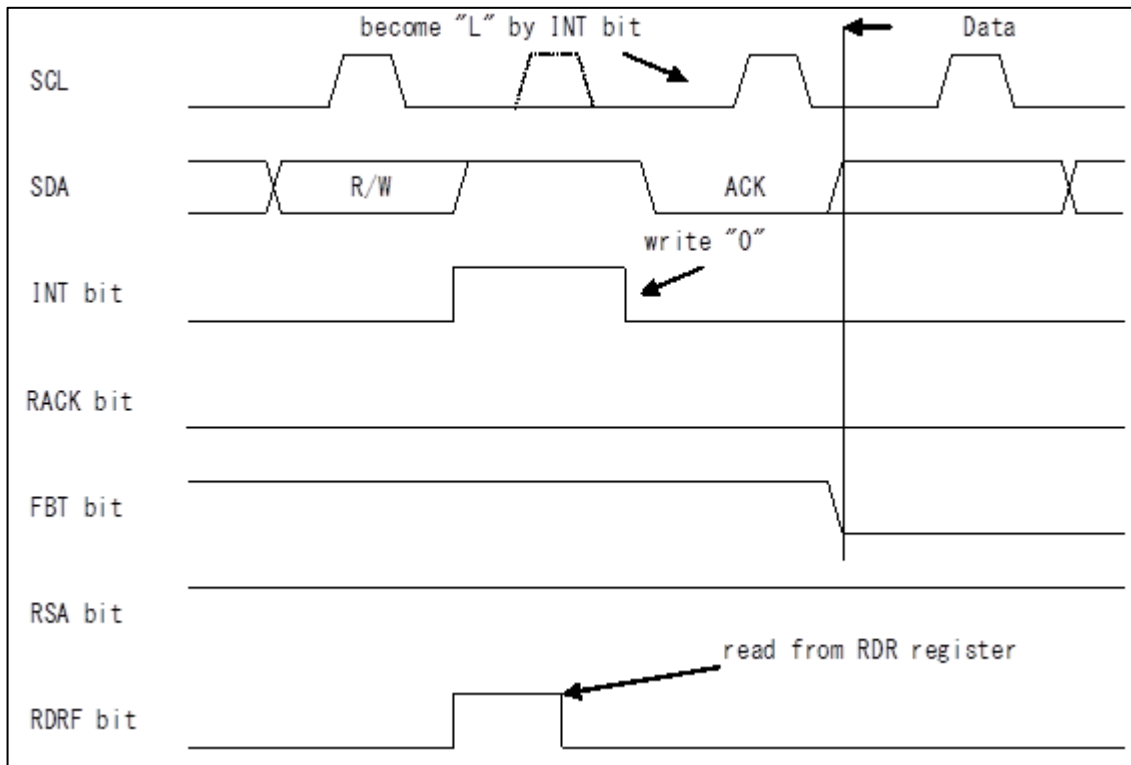 become "L" by INT bit
Data
SCL
SDA
R/W
ACK
write "0"
INT bit
RACK bit
FBT bit
RSA bit
read from RDR register
RDRF bit